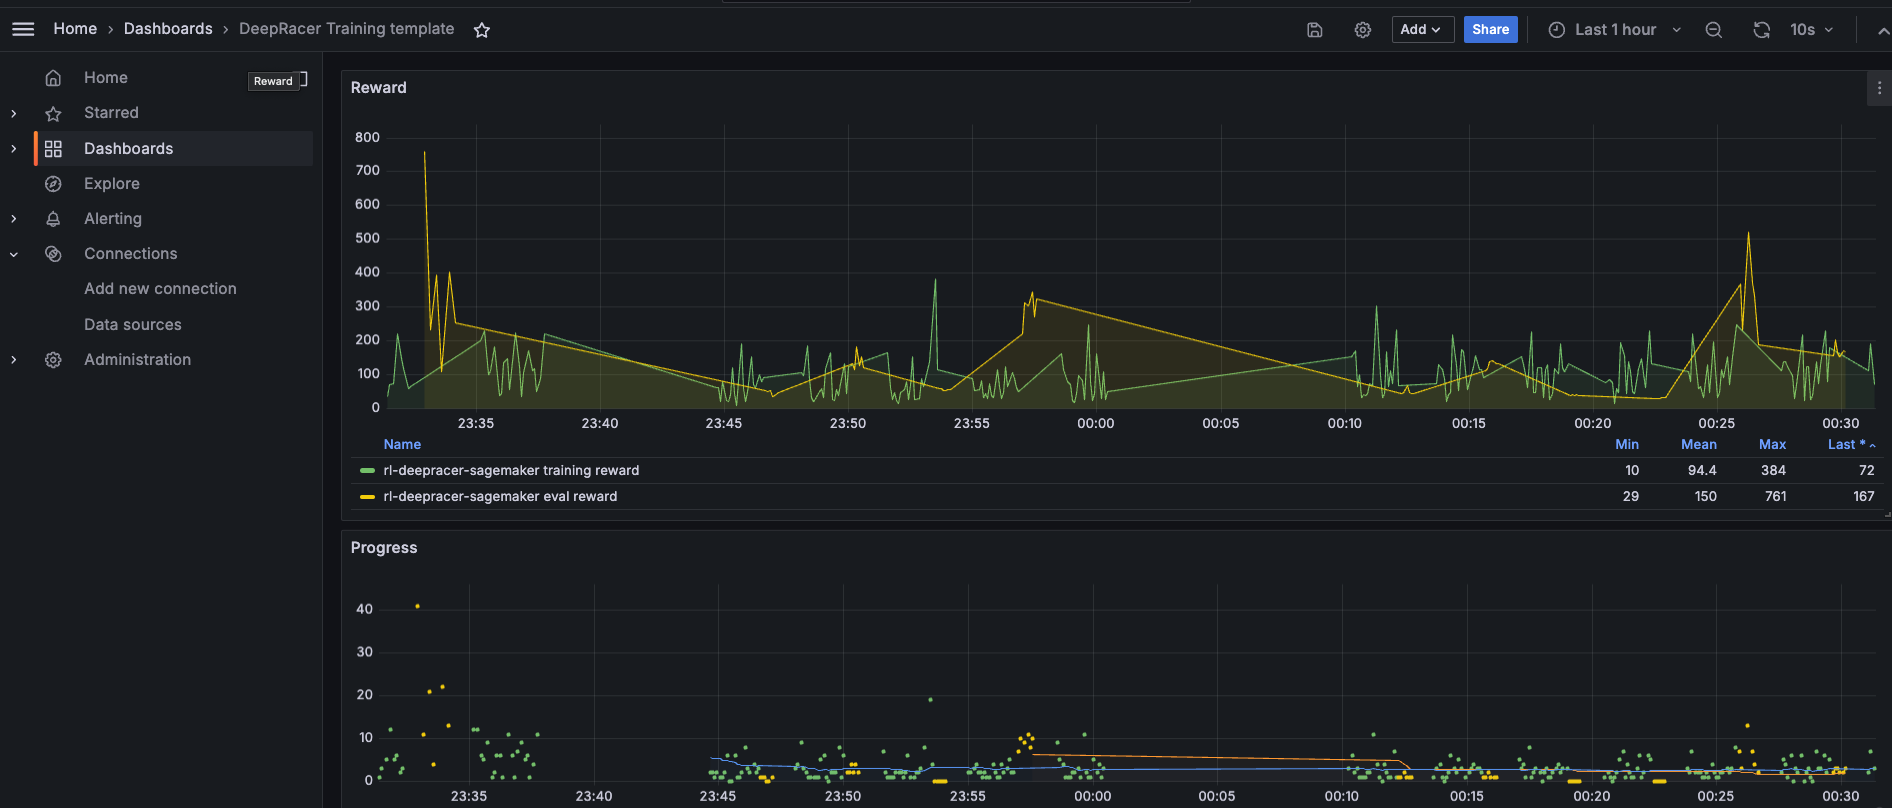 Home › Dashboards › DeepRacer Training template
Add
Share
Last 1 hour
10s
Home
Reward
Starred
Dashboards
Explore
Alerting
Connections
Add new connection
Data sources
Administration
Reward
800
700
600
500
400
300
200
100
0
23:35 23:40 23:45 23:50 23:55 00:00 00:05 00:10 00:15 00:20 00:25 00:30
Name Min Mean Max Last *
rl-deepracer-sagemaker training reward 10 94.4 384 72
rl-deepracer-sagemaker eval reward 29 150 761 167
Progress
40
30
20
10
0
23:35 23:40 23:45 23:50 23:55 00:00 00:05 00:10 00:15 00:20 00:25 00:30